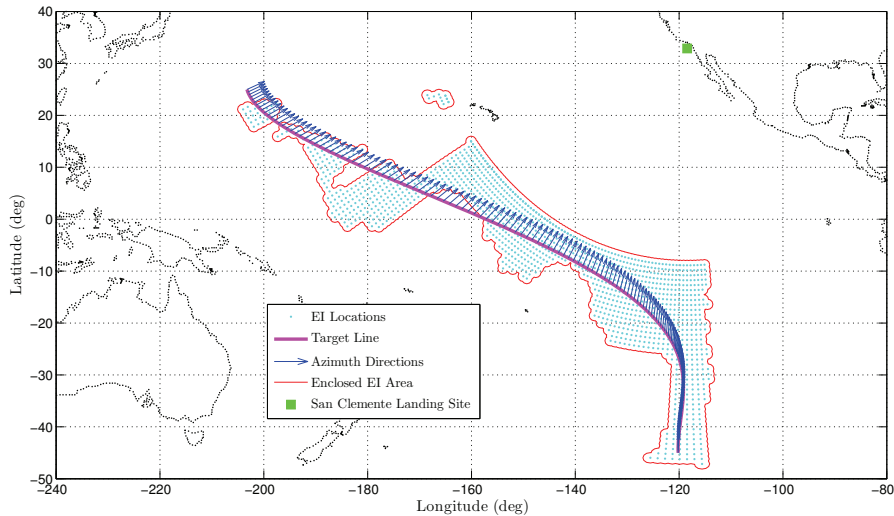 40
30
20
10
0
−10
−20
−30
−40
−50
Latitude (deg)
EI Locations
Target Line
Azimuth Directions
Enclosed EI Area
San Clemente Landing Site
−240 −220 −200 −180 −160 −140 −120 −100 −80
Longitude (deg)